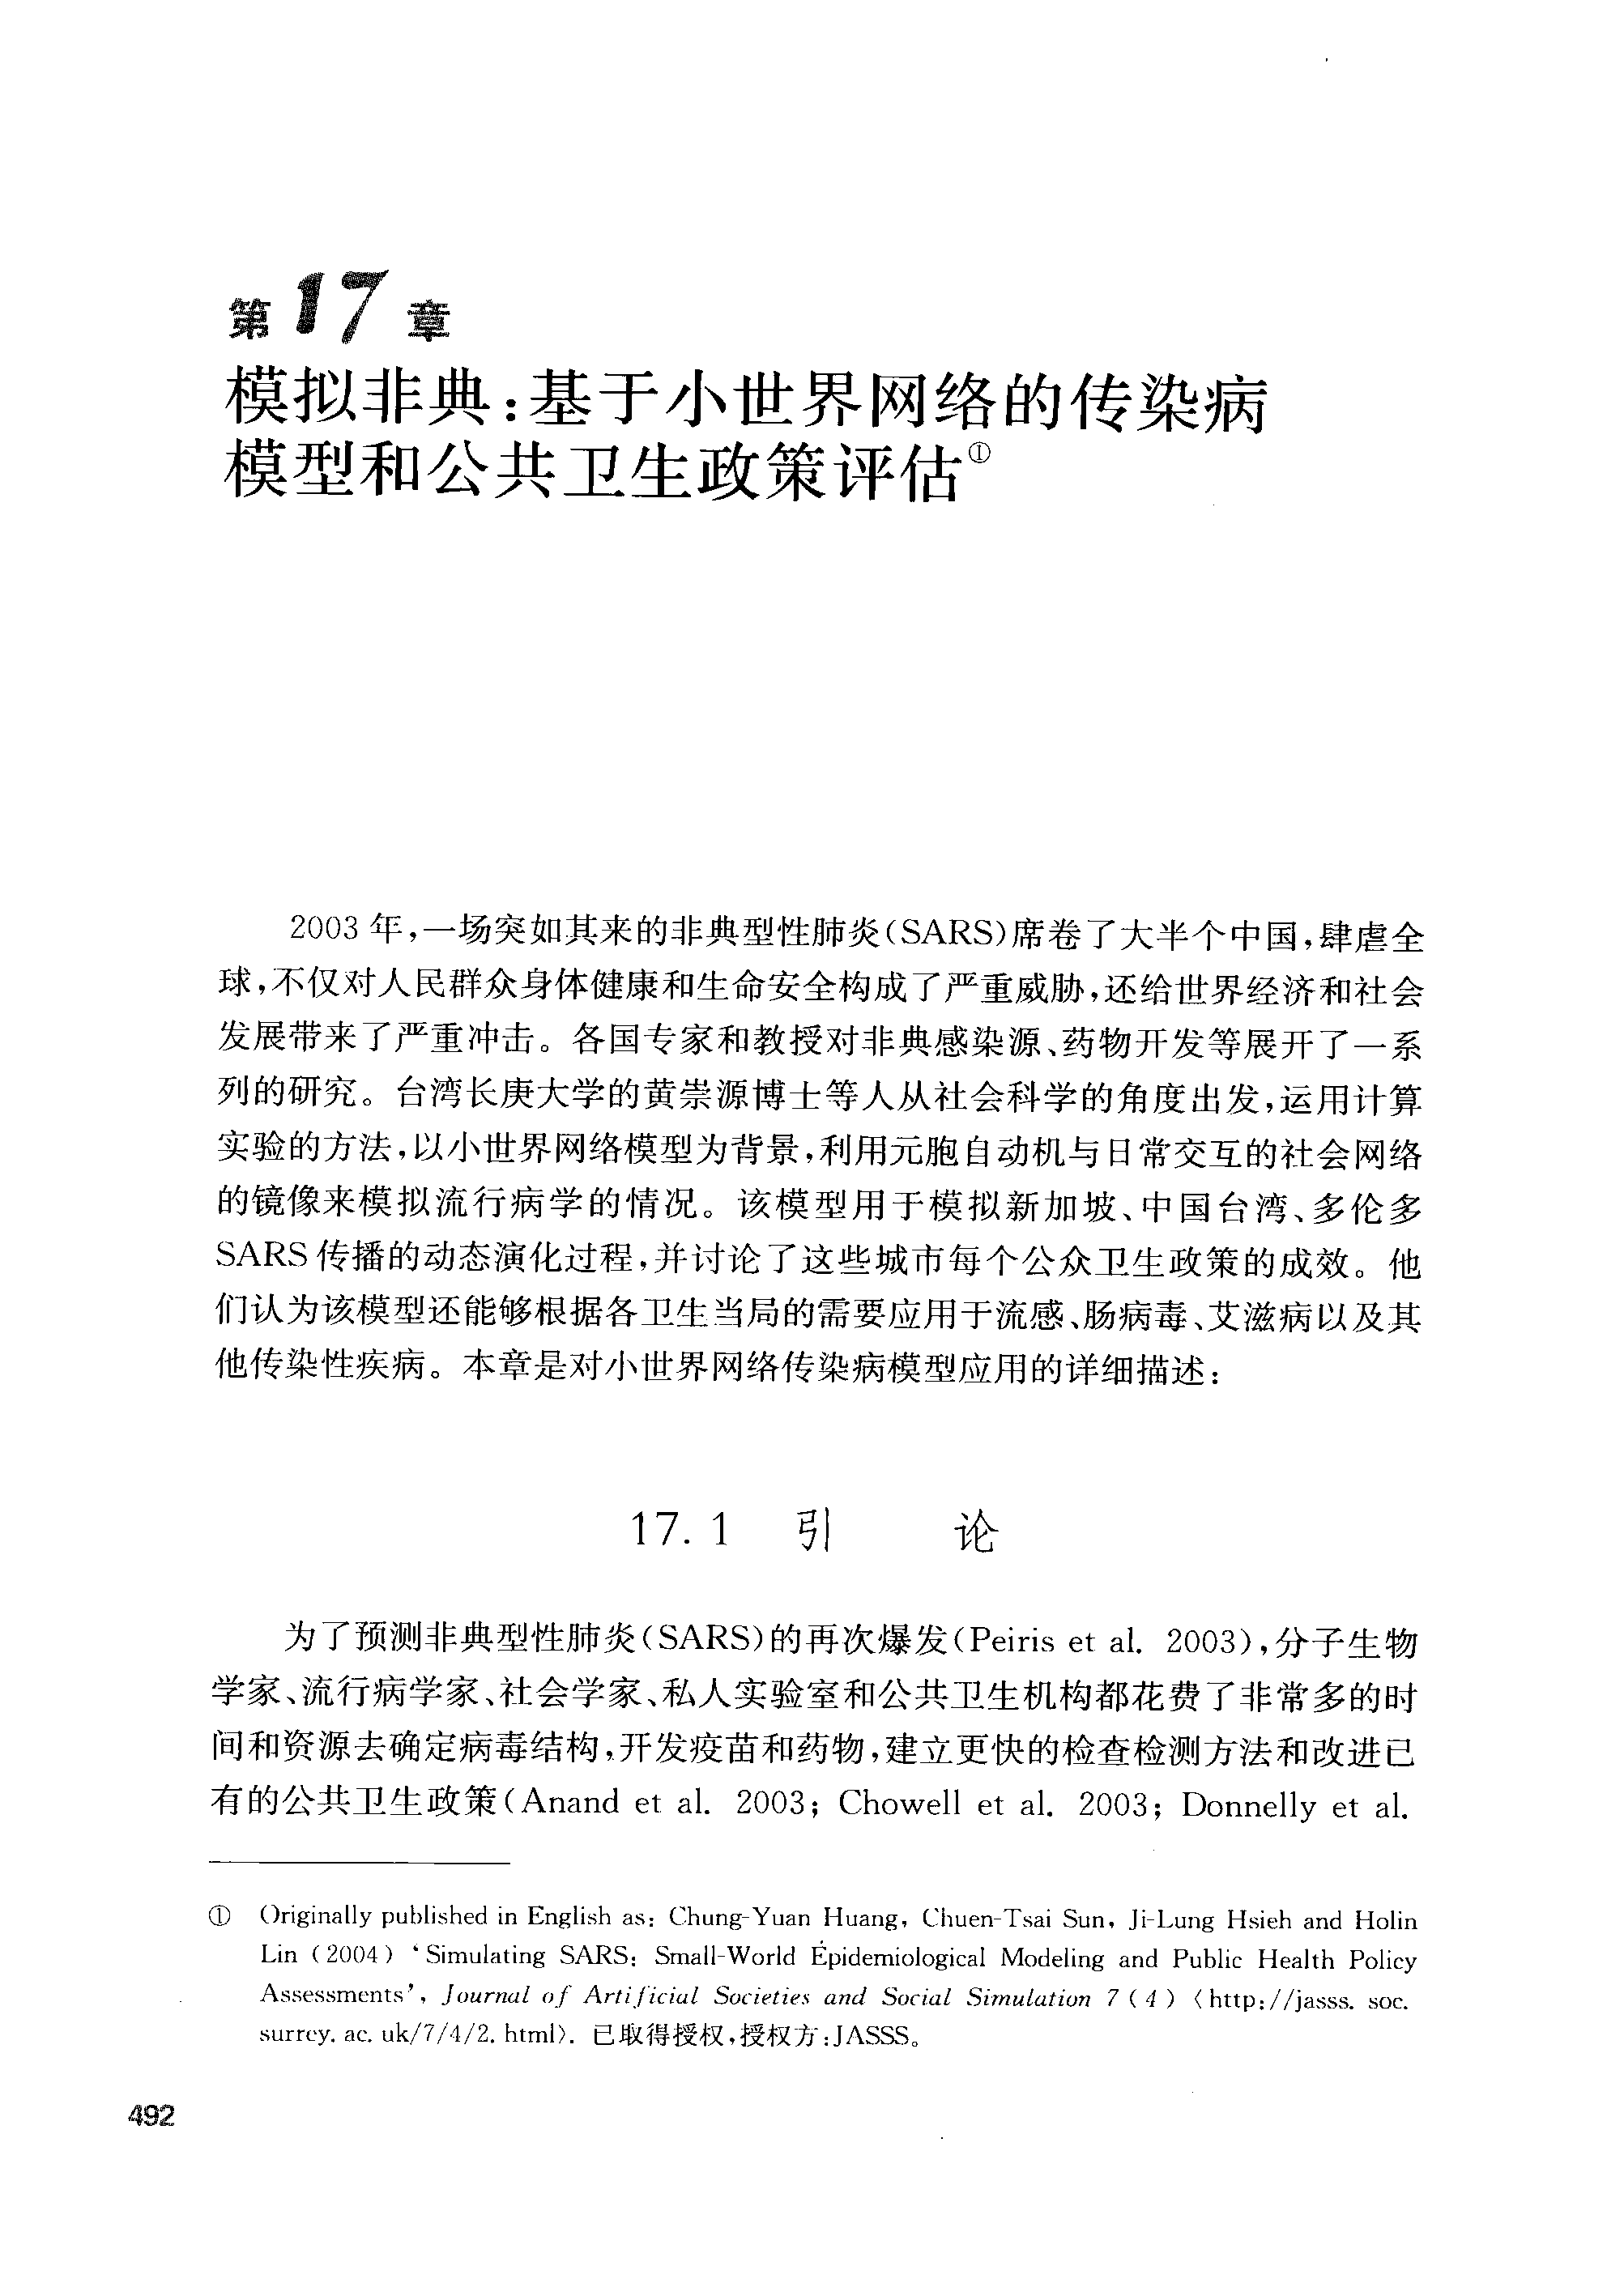 第17章
模拟非典:基于小世界网络的传染病
模型和公共卫生政策评估①
2003年,一场突如其来的非典型性肺炎(SARS)席卷了大半个中国,肆虐全
球,不仅对人民群众身体健康和生命安全构成了严重威胁,还给世界经济和社会
发展带来了严重冲击。各国专家和教授对非典感染源、药物开发等展开了一系
列的研究。台湾长庚大学的黄崇源博士等人从社会科学的角度出发,运用计算
实验的方法,以小世界网络模型为背景,利用元胞自动机与日常交互的社会网络
的镜像来模拟流行病学的情况。该模型用于模拟新加坡、中国台湾、多伦多
SARS传播的动态演化过程,并讨论了这些城市每个公众卫生政策的成效。他
们认为该模型还能够根据各卫生当局的需要应用于流感、肠病毒、艾滋病以及其
他传染性疾病。本章是对小世界网络传染病模型应用的详细描述:
17.1 引 论
为了预测非典型性肺炎(SARS)的再次爆发(Peiris et al. 2003),分子生物
学家、流行病学家、社会学家、私人实验室和公共卫生机构都花费了非常多的时
间和资源去确定病毒结构,开发疫苗和药物,建立更快的检查检测方法和改进已
有的公共卫生政策(Anand et al. 2003; Chowell et al. 2003; Donnelly et al.
① Originally published in English as: Chung-Yuan Huang, Chuen-Tsai Sun, Ji-Lung Hsieh and Holin
Lin (2004) ‘Simulating SARS: Small-World Epidemiological Modeling and Public Health Policy
Assessments’, Journal of Artificial Societies and Social Simulation 7(4) 〈http://jasss. soc.
surrey. ac. uk/7/4/2. html〉. 已取得授权,授权方:JASSS。
492